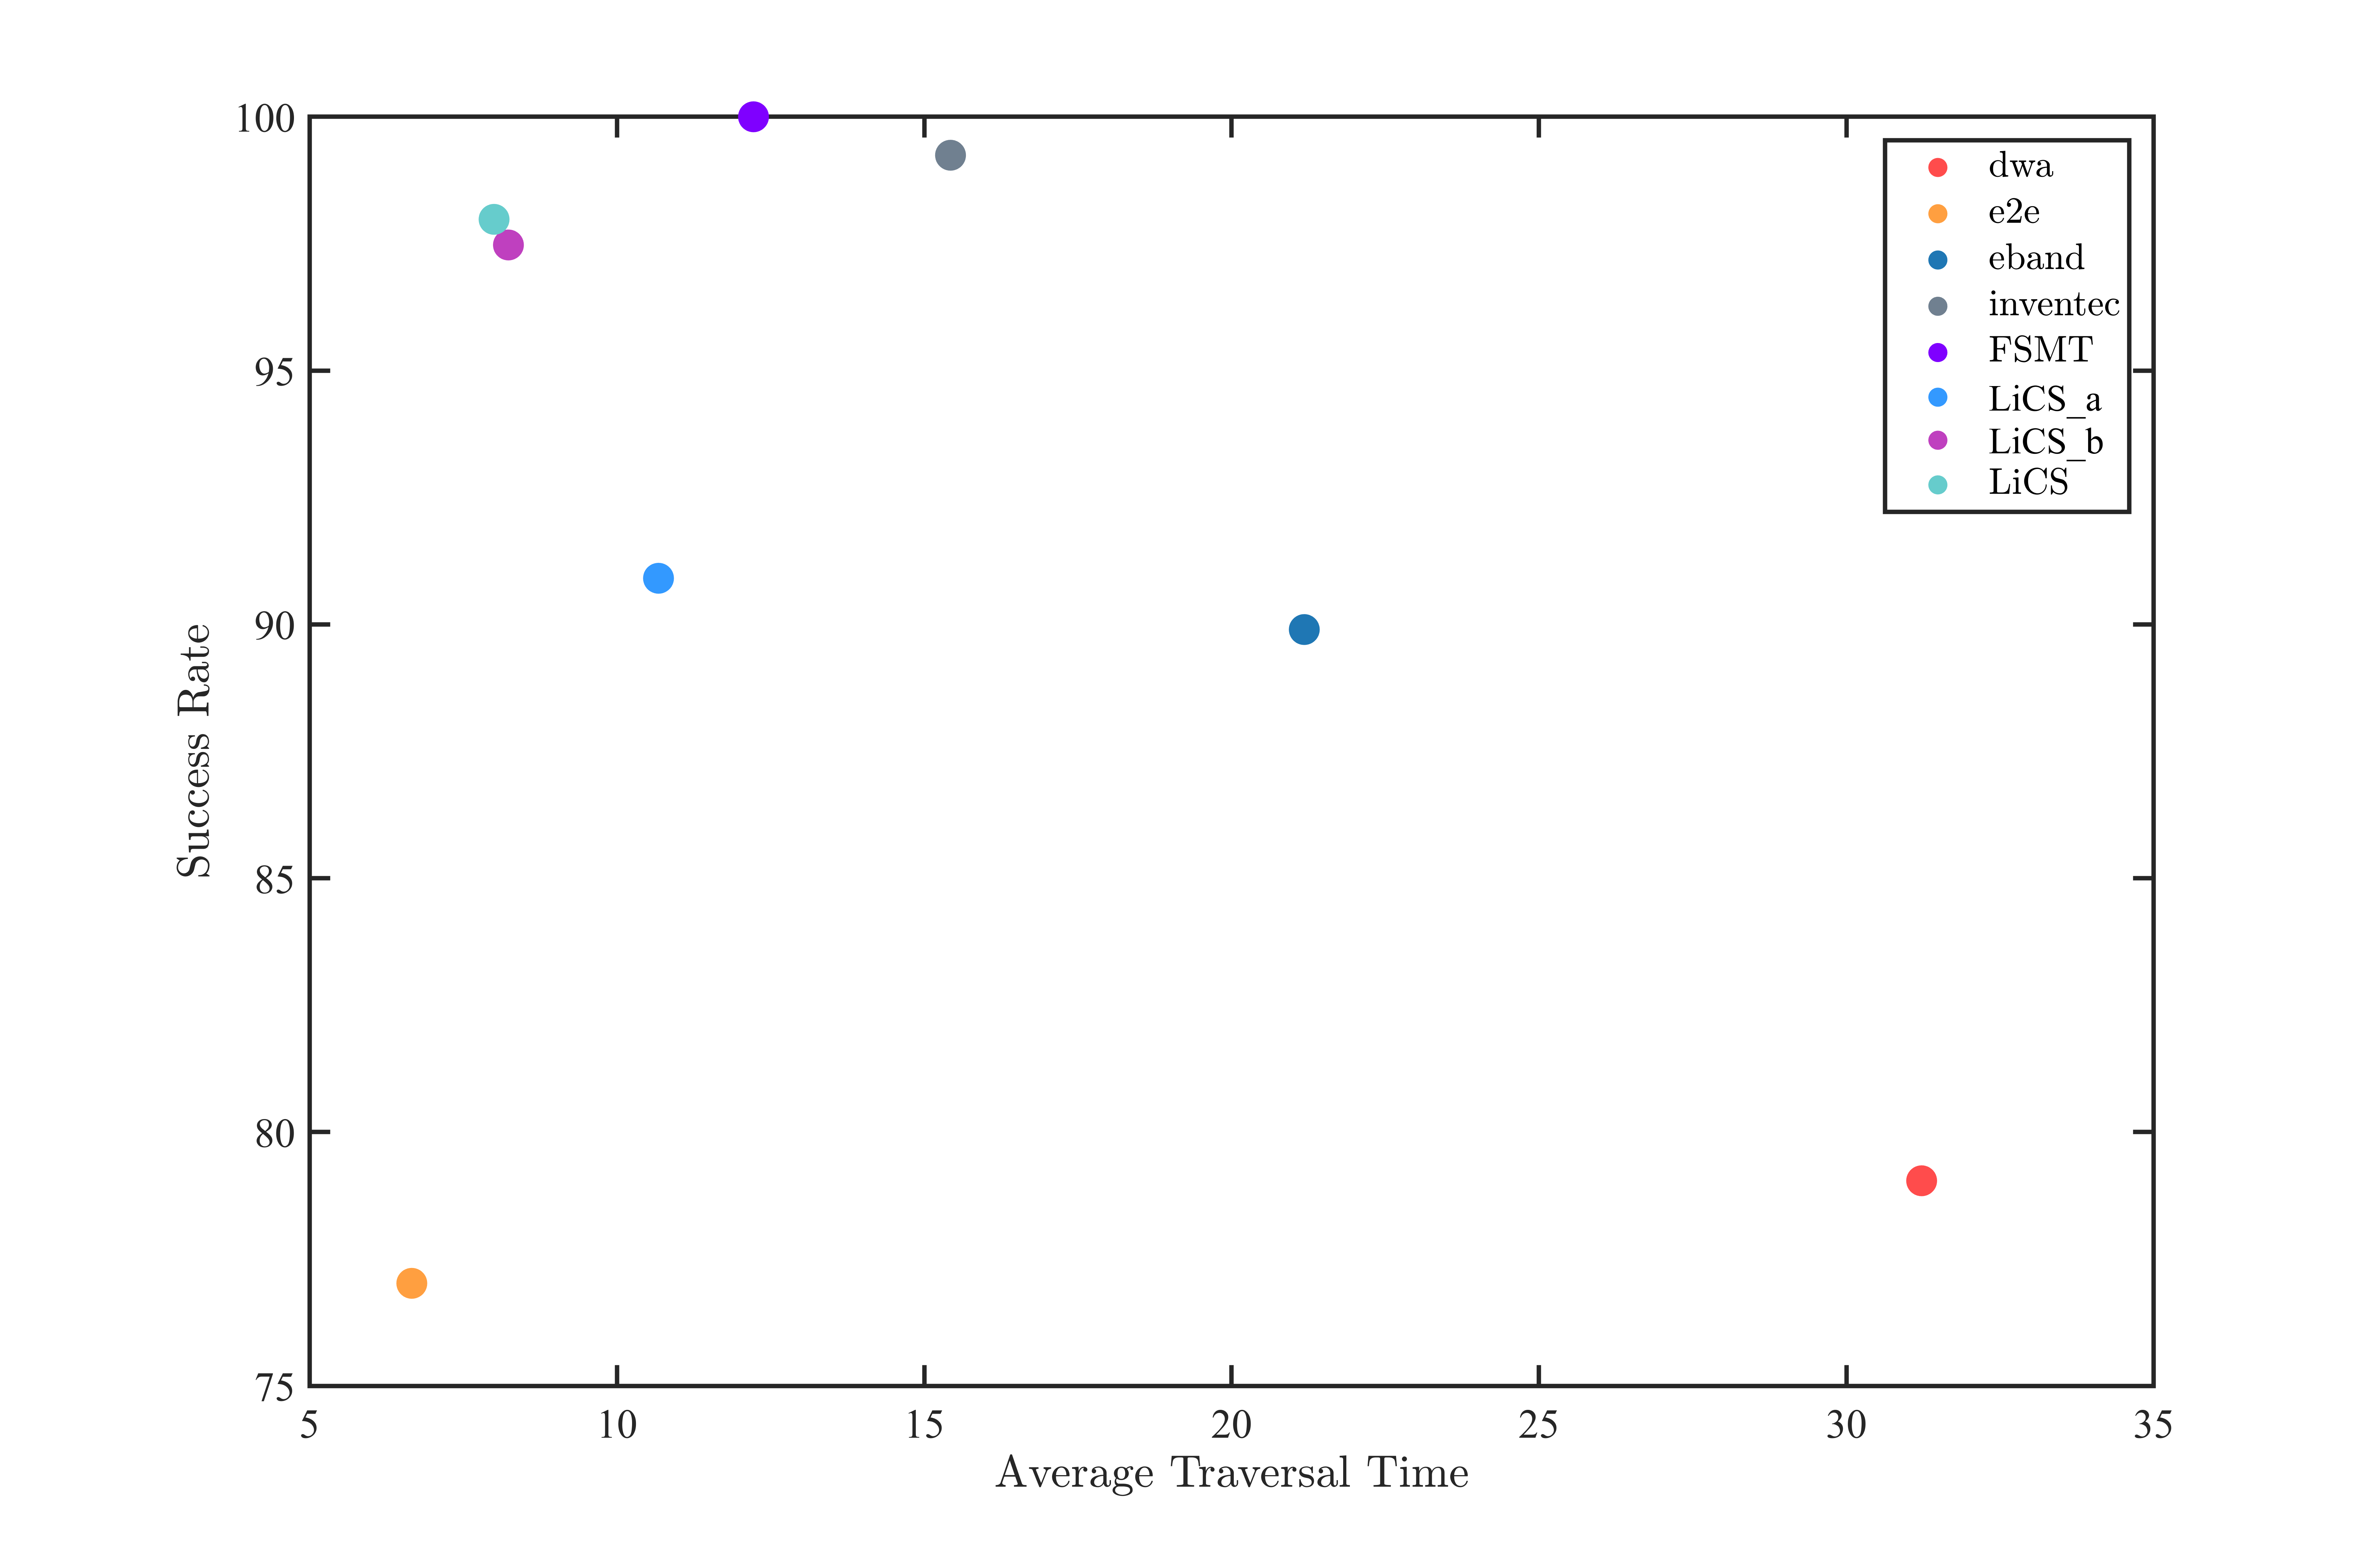 100
95
90
85
80
75
Success Rate
5 10 15 20 25 30 35
Average Traversal Time
dwa
e2e
eband
inventec
FSMT
LiCS_a
LiCS_b
LiCS